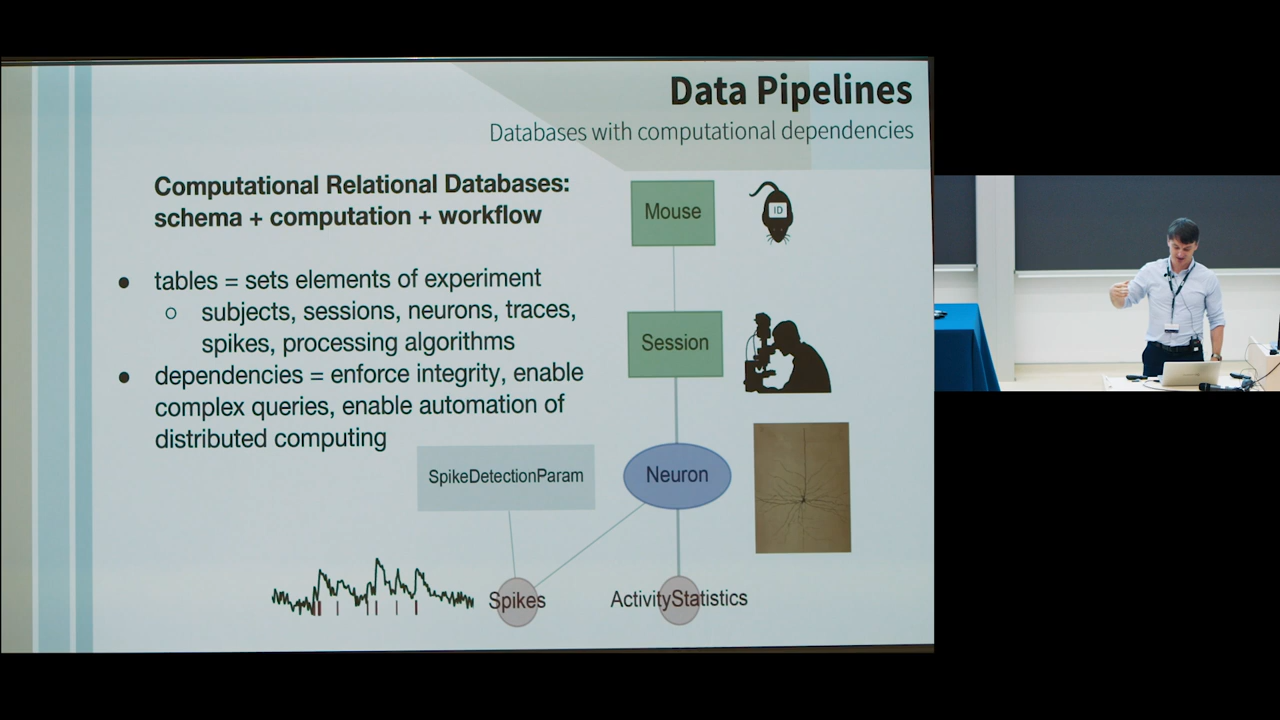 Data Pipelines
Databases with computational dependencies
Computational Relational Databases:
schema + computation + workflow
● tables = sets elements of experiment
○ subjects, sessions, neurons, traces,
spikes, processing algorithms
● dependencies = enforce integrity, enable
complex queries, enable automation of
distributed computing
Mouse
ID
Session
SpikeDetectionParam
Neuron
Spikes
ActivityStatistics